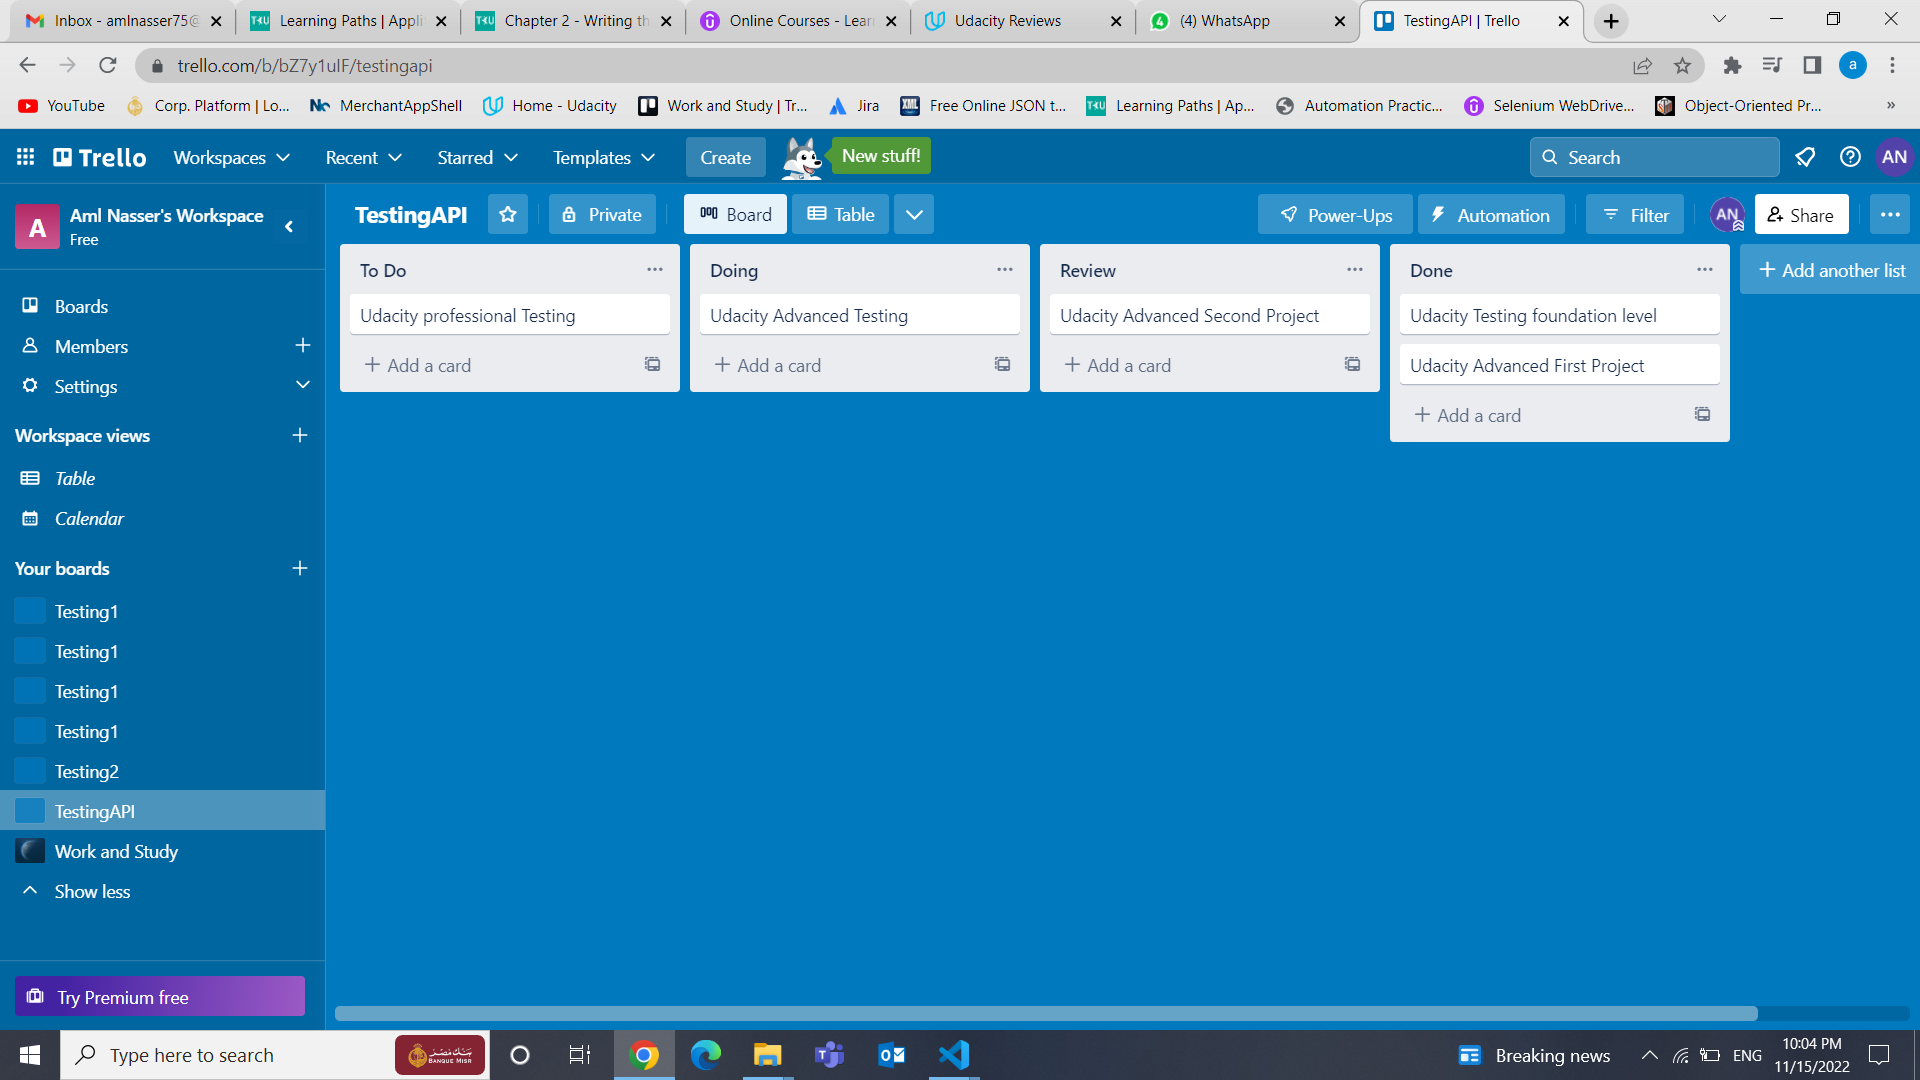 Inbox - amlnasser75@
Learning Paths | Appli
Chapter 2 - Writing th
Online Courses - Lear
Udacity Reviews
(4) WhatsApp
TestingAPI | Trello
trello.com/b/bZ7y1uIF/testingapi
a
YouTube
Corp. Platform | Lo...
MerchantAppShell
Home - Udacity
Work and Study | Tr...
Jira
Free Online JSON t...
Learning Paths | Ap...
Automation Practic...
Selenium WebDrive...
Object-Oriented Pr...
»
Trello
Workspaces
Recent
Starred
Templates
Create
New stuff!
Search
AN
A
Aml Nasser's Workspace
Free
TestingAPI
Private
Board
Table
Power-Ups
Automation
Filter
AN
Share
Boards
Members
Settings
Workspace views
Table
Calendar
Your boards
Testing1
Testing1
Testing1
Testing1
Testing2
TestingAPI
Work and Study
Show less
Try Premium free
To Do
Udacity professional Testing
+ Add a card
Doing
Udacity Advanced Testing
+ Add a card
Review
Udacity Advanced Second Project
+ Add a card
Done
Udacity Testing foundation level
Udacity Advanced First Project
+ Add a card
+ Add another list
Type here to search
بنك مصر
BANQUE MISR
Breaking news
ENG
10:04 PM
11/15/2022